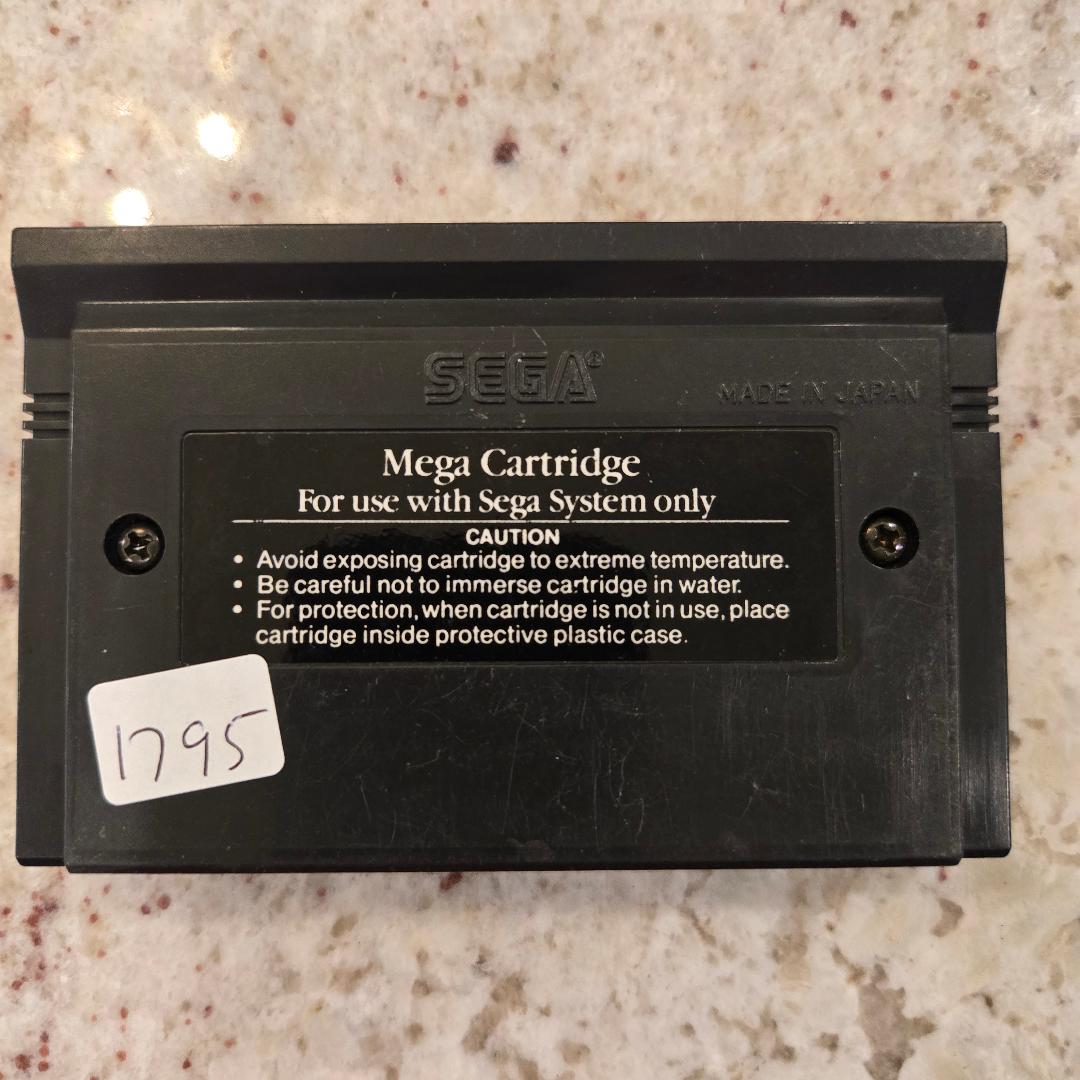 SEGA®
MADE IN JAPAN
Mega Cartridge
For use with Sega System only
CAUTION
• Avoid exposing cartridge to extreme temperature.
• Be careful not to immerse cartridge in water.
• For protection, when cartridge is not in use, place
cartridge inside protective plastic case.
1795